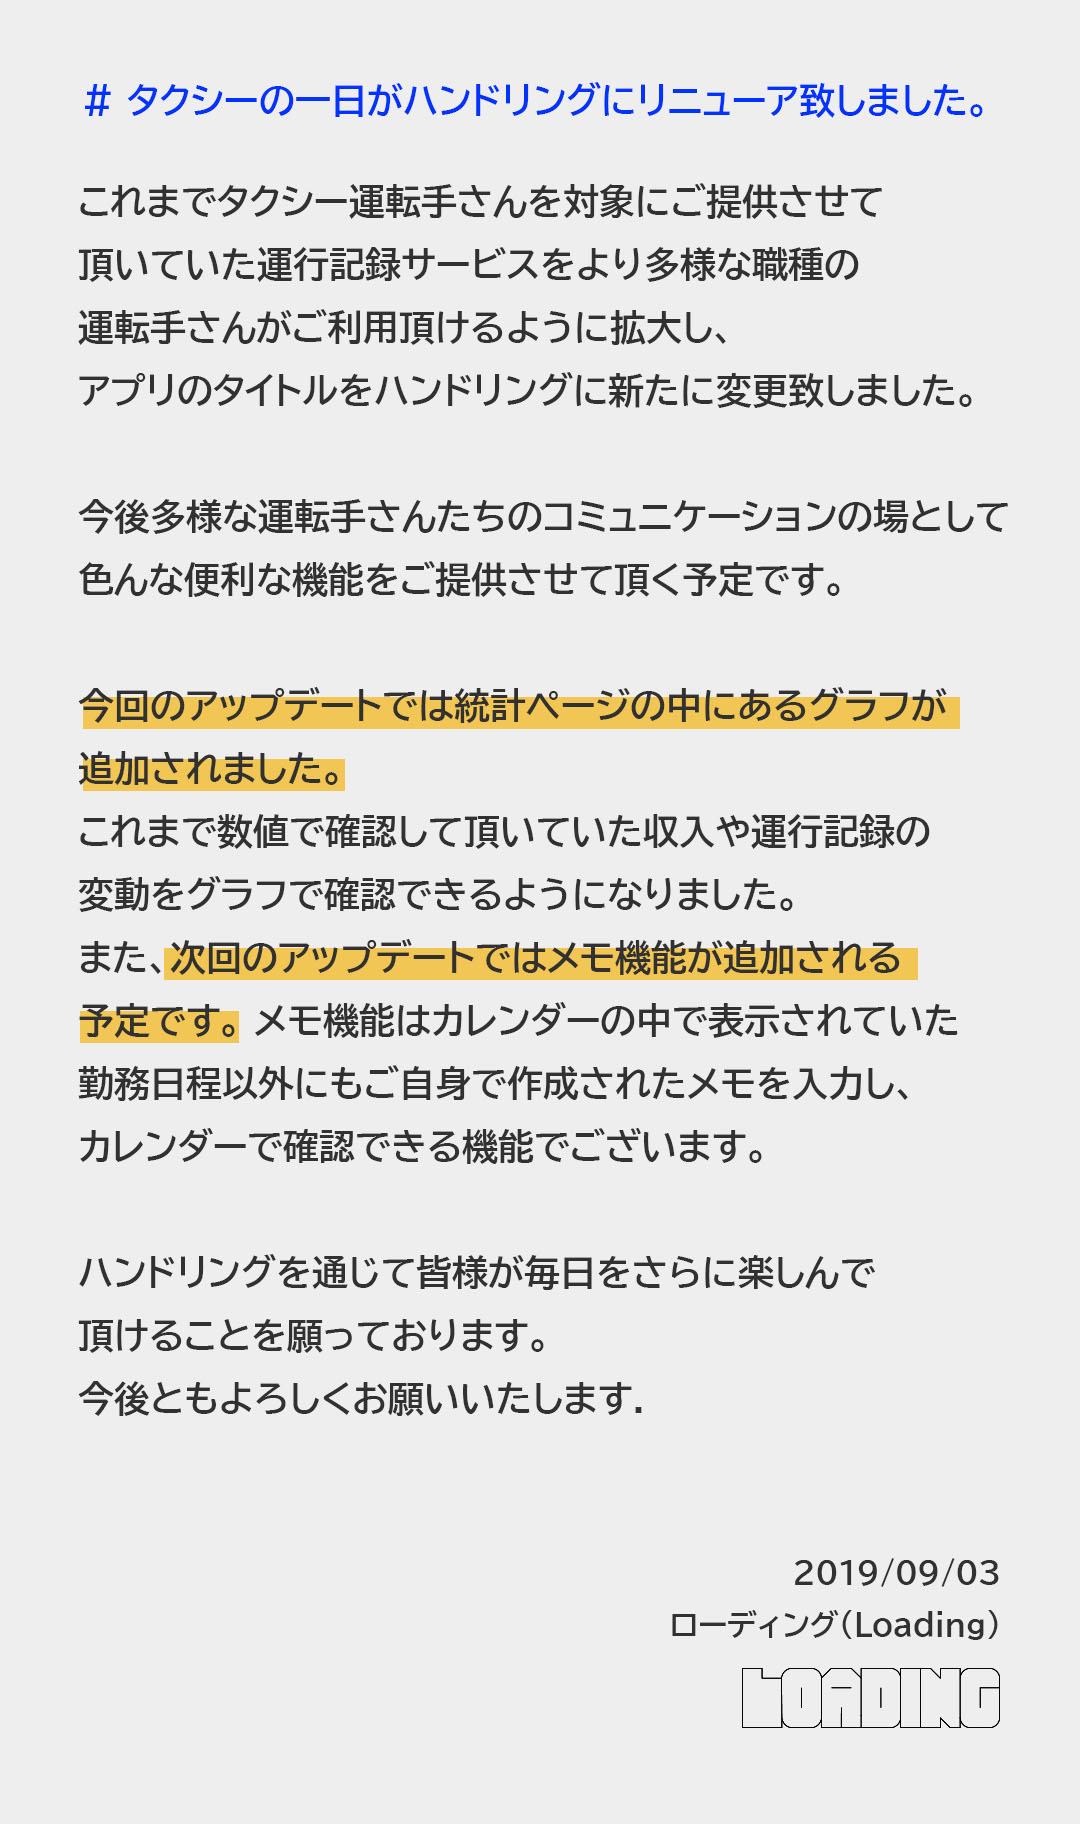 # タクシーの一日がハンドリングにリニューア致しました。
これまでタクシー運転手さんを対象にご提供させて
頂いていた運行記録サービスをより多様な職種の
運転手さんがご利用頂けるように拡大し、
アプリのタイトルをハンドリングに新たに変更致しました。
今後多様な運転手さんたちのコミュニケーションの場として
色んな便利な機能をご提供させて頂く予定です。
今回のアップデートでは統計ページの中にあるグラフが
追加されました。
これまで数値で確認して頂いていた収入や運行記録の
変動をグラフで確認できるようになりました。
また、次回のアップデートではメモ機能が追加される
予定です。メモ機能はカレンダーの中で表示されていた
勤務日程以外にもご自身で作成されたメモを入力し、
カレンダーで確認できる機能でございます。
ハンドリングを通じて皆様が毎日をさらに楽しんで
頂けることを願っております。
今後ともよろしくお願いいたします.
2019/09/03
ローディング(Loading)
LOADING